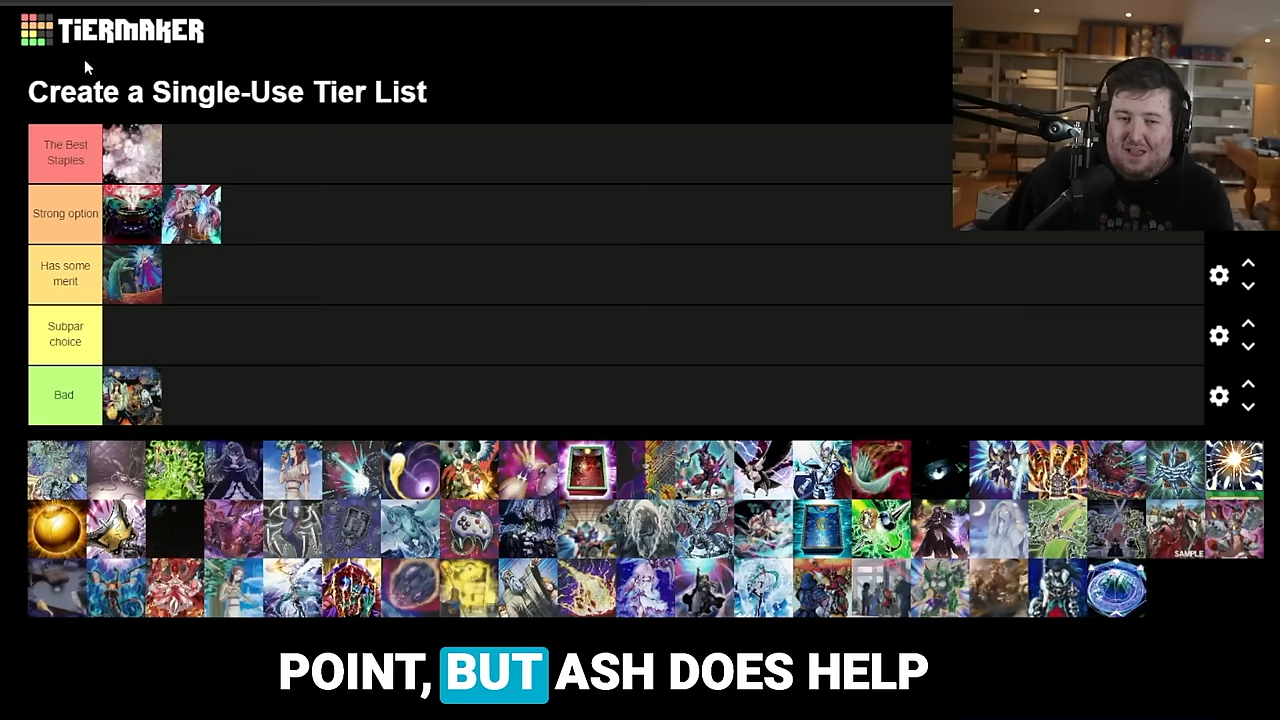 TiERMAKER
Create a Single-Use Tier List
The Best
Staples
Strong option
Has some
merit
Subpar
choice
Bad
SAMPLE
POINT, BUT ASH DOES HELP